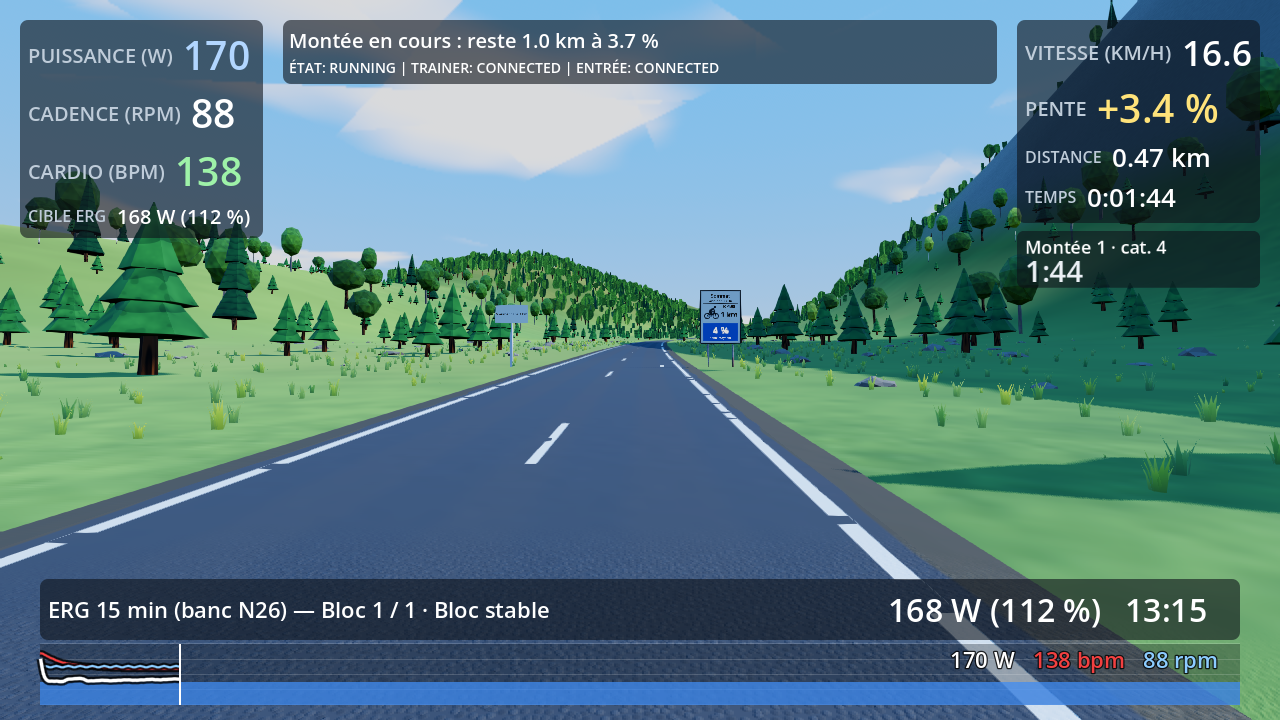 PUISSANCE (W) 170
CADENCE (RPM) 88
CARDIO (BPM) 138
CIBLE ERG 168 W (112 %)
Montée en cours : reste 1.0 km à 3.7 %
ÉTAT: RUNNING | TRAINER: CONNECTED | ENTRÉE: CONNECTED
VITESSE (KM/H) 16.6
PENTE +3.4 %
DISTANCE 0.47 km
TEMPS 0:01:44
Montée 1 · cat. 4
1:44
Sommet
1 km
4 %
ERG 15 min (banc N26) — Bloc 1 / 1 · Bloc stable
168 W (112 %) 13:15
170 W 138 bpm 88 rpm